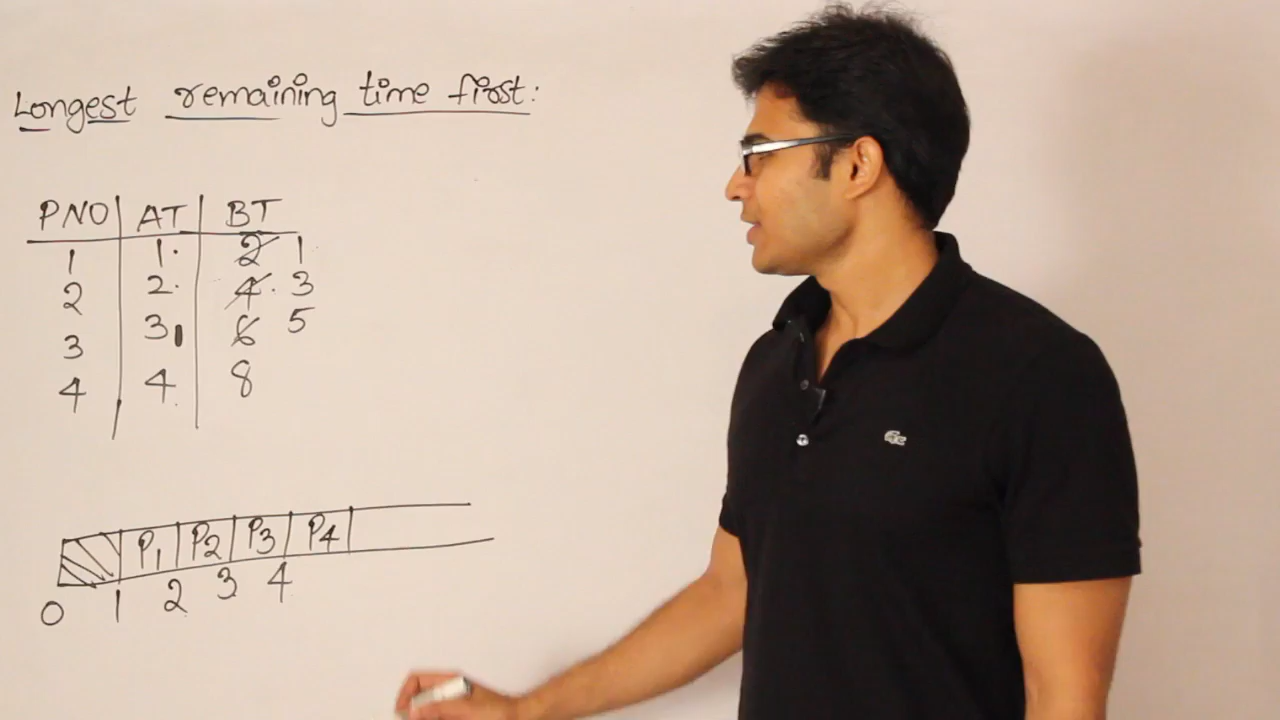 Longest remaining time first:
PNO AT BT
1 1 2 1
2 2 4 3
3 3 6 5
4 4 8
P1 P2 P3 P4
0 1 2 3 4